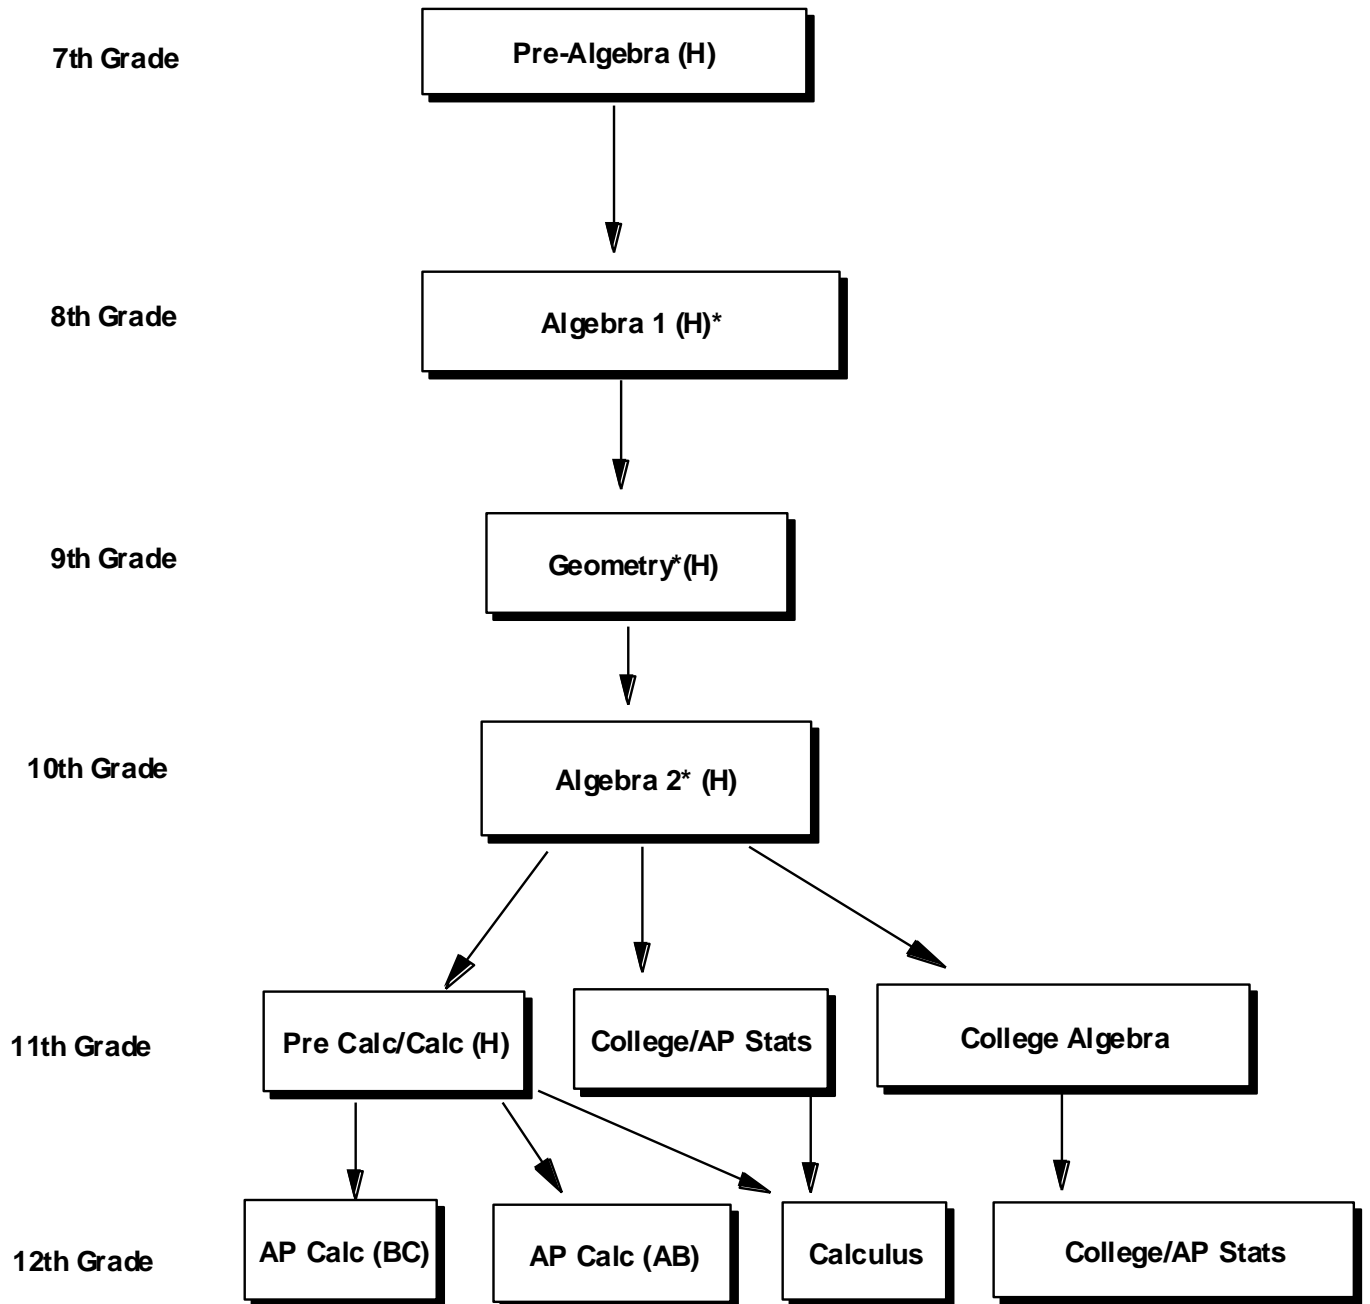 7th Grade
Pre-Algebra (H)
8th Grade
Algebra 1 (H)*
9th Grade
Geometry*(H)
10th Grade
Algebra 2* (H)
11th Grade
Pre Calc/Calc (H)
College/AP Stats
College Algebra
12th Grade
AP Calc (BC)
AP Calc (AB)
Calculus
College/AP Stats